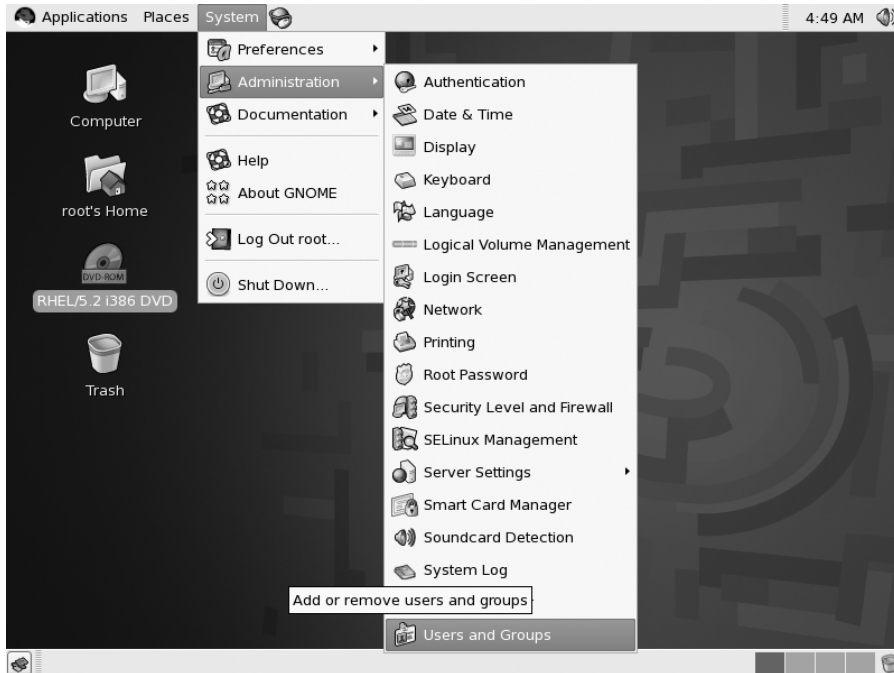 Applications Places System
4:49 AM
Preferences
Administration
Documentation
Help
About GNOME
Log Out root...
Shut Down...
Authentication
Date & Time
Display
Keyboard
Language
Logical Volume Management
Login Screen
Network
Printing
Root Password
Security Level and Firewall
SELinux Management
Server Settings
Smart Card Manager
Soundcard Detection
System Log
Add or remove users and groups
Users and Groups
Computer
root's Home
DVD-ROM
RHEL/5.2 i386 DVD
Trash